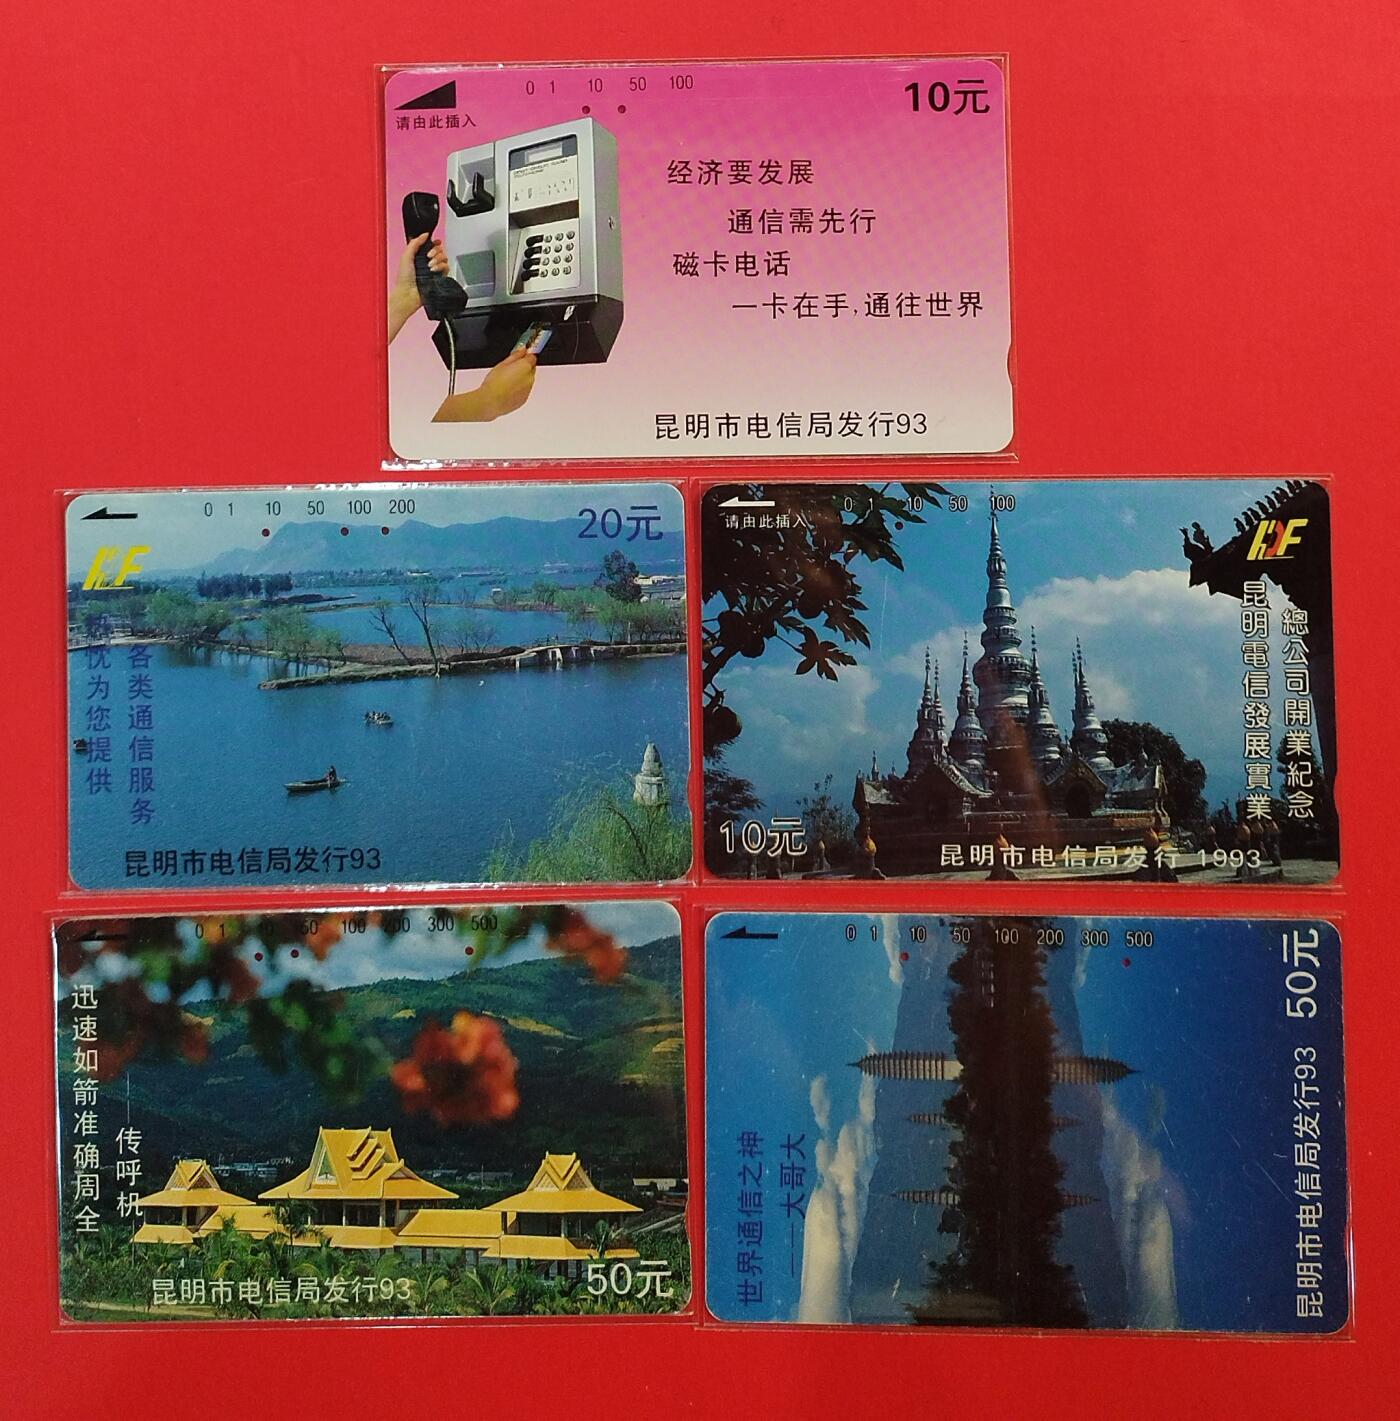 请由此插入
0 1 10 50 100
10元
经济要发展
通信需先行
磁卡电话
一卡在手,通往世界
昆明市电信局发行93
0 1 10 50 100 200
20元
忱为您提供
各类通信服务
昆明市电信局发行93
请由此插入
0 1 10 50 100
昆明電信發展實業
總公司開業紀念
10元
昆明市电信局发行 1993
0 1 10 50 100 200 300 500
迅速如箭准确周全
——传呼机
昆明市电信局发行93
50元
0 1 10 50 100 200 300 500
世界通信之神
——大哥大
昆明市电信局发行93 50元